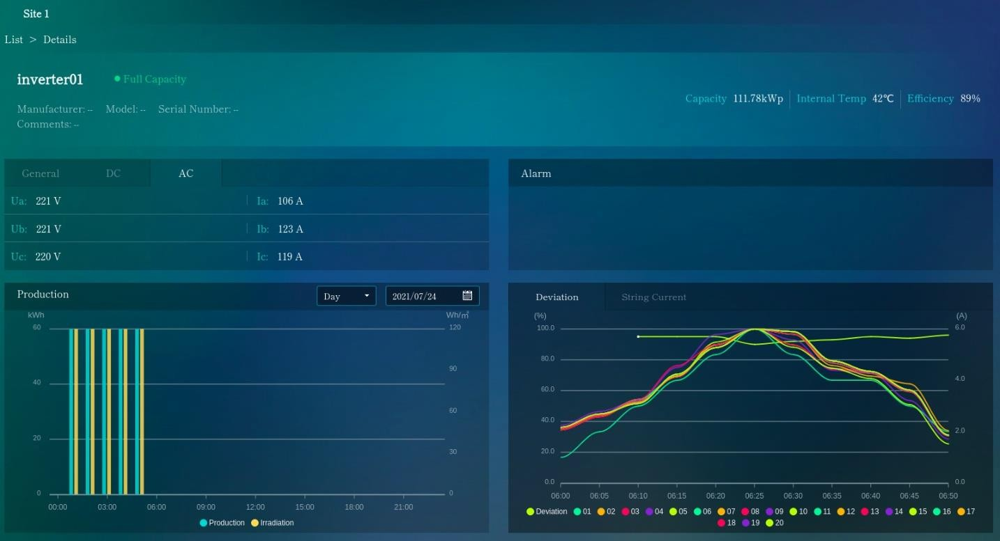 Site 1
List > Details
inverter01 Full Capacity
Capacity 111.78kWp Internal Temp 42℃ Efficiency 89%
Manufacturer: -- Model: -- Serial Number: --
Comments: --
General DC AC
Ua: 221 V Ia: 106 A
Ub: 221 V Ib: 123 A
Uc: 220 V Ic: 119 A
Alarm
Production Day 2021/07/24
kWh Wh/㎡
60 120
90
40
60
20
30
0 0
00:00 03:00 06:00 09:00 12:00 15:00 18:00 21:00
Production Irradiation
Deviation String Current
(%) (A)
100.0 6.0
80.0
4.0
60.0
40.0
2.0
20.0
0.0 0.0
06:00 06:05 06:10 06:15 06:20 06:25 06:30 06:35 06:40 06:45 06:50
Deviation 01 02 03 04 05 06 07 08 09 10 11 12 13 14 15 16 17
18 19 20